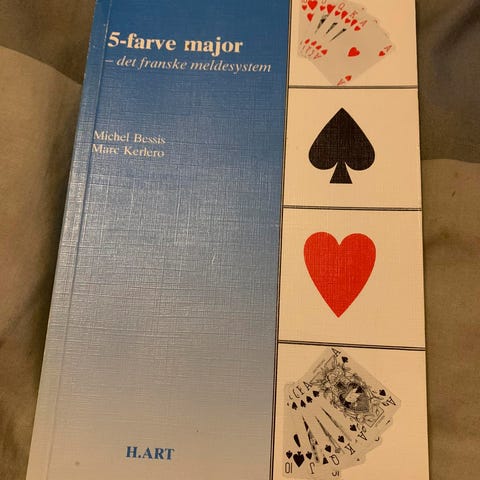 5-farve major
– det franske meldesystem
Michel Bessis
Marc Kerlero
H.ART